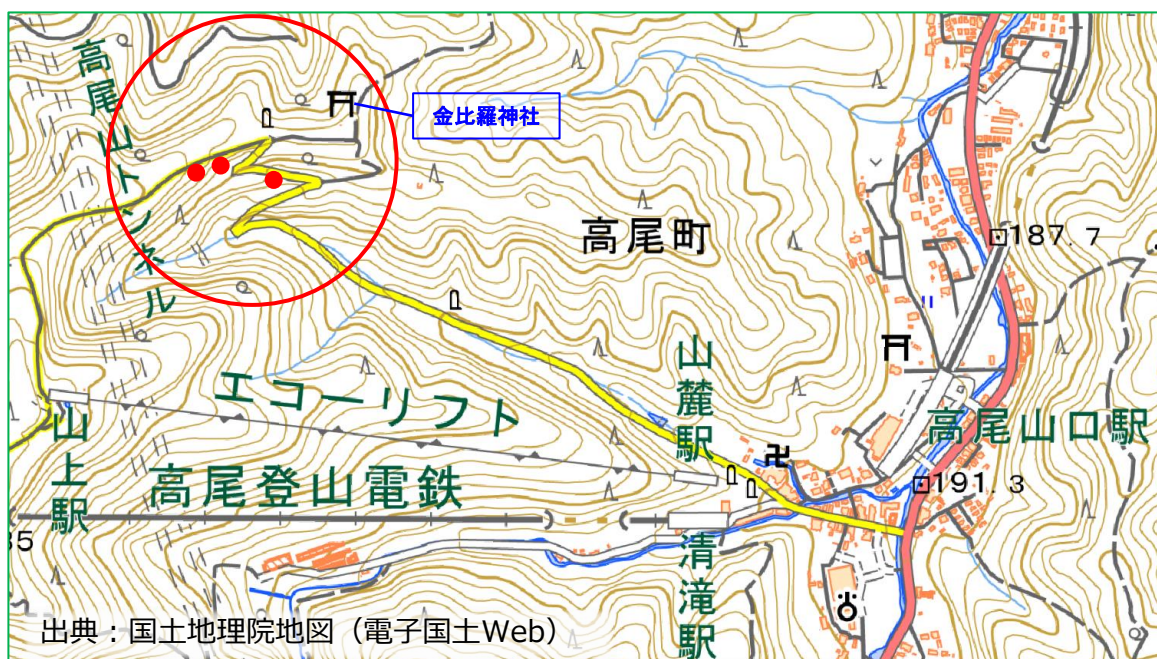 高尾山トンネル
金比羅神社
高尾町
187.7
エコーリフト
山麓駅
山上駅
高尾登山電鉄
高尾山口駅
191.3
清滝駅
出典：国土地理院地図（電子国土Web）